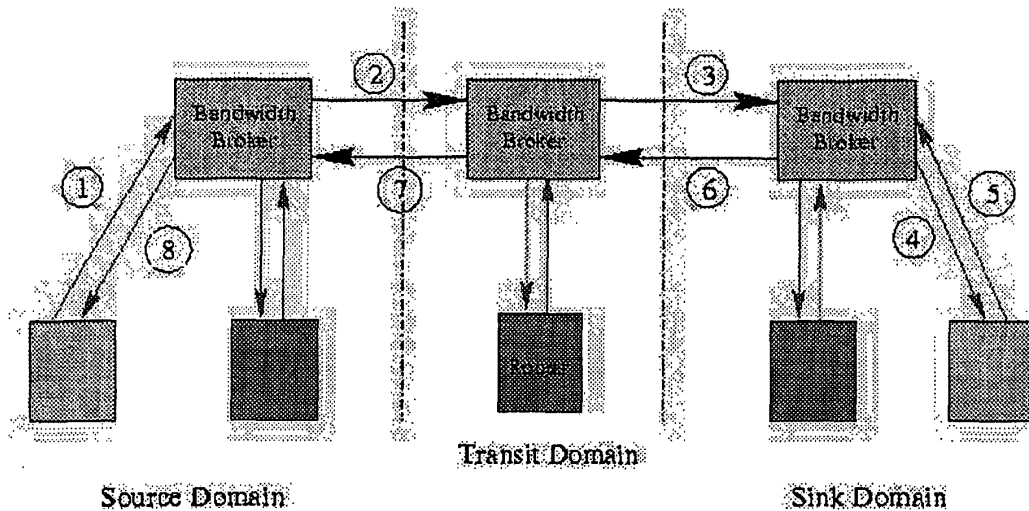 2
3
Bandwidth
Broker
Bandwidth
Broker
Bandwidth
Broker
1
7
6
5
8
4
Router
Transit Domain
Source Domain
Sink Domain